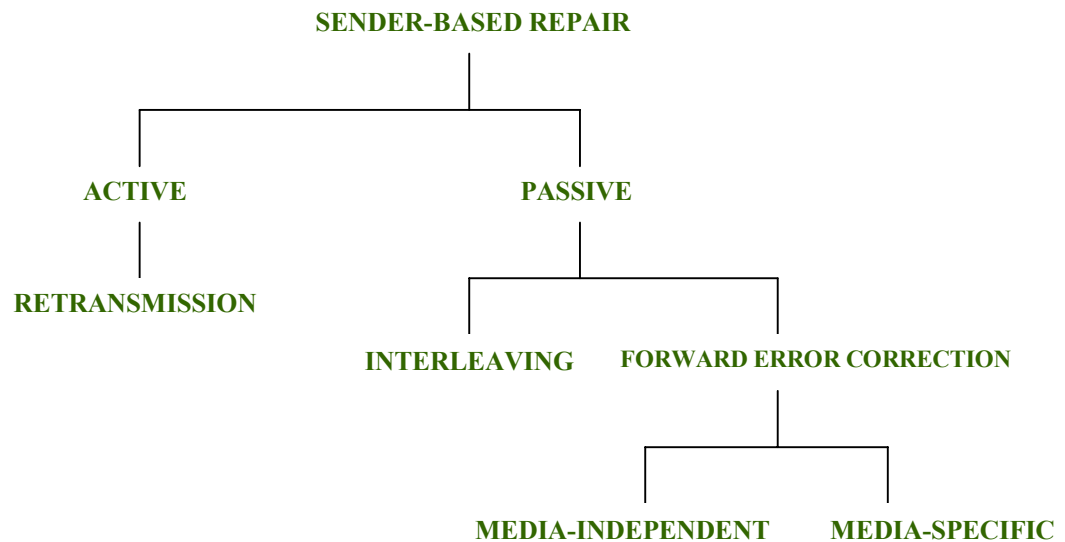 SENDER-BASED REPAIR
ACTIVE
PASSIVE
RETRANSMISSION
INTERLEAVING
FORWARD ERROR CORRECTION
MEDIA-INDEPENDENT
MEDIA-SPECIFIC